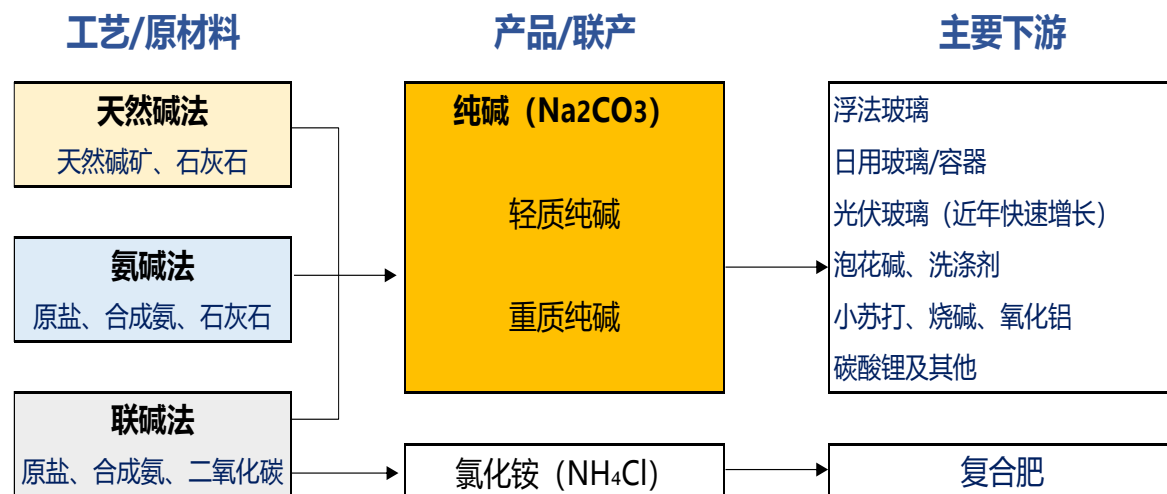 工艺/原材料
产品/联产
主要下游
天然碱法
天然碱矿、石灰石
氨碱法
原盐、合成氨、石灰石
联碱法
原盐、合成氨、二氧化碳
纯碱（Na2CO3）
轻质纯碱
重质纯碱
氯化铵（NH₄Cl）
浮法玻璃
日用玻璃/容器
光伏玻璃（近年快速增长）
泡花碱、洗涤剂
小苏打、烧碱、氧化铝
碳酸锂及其他
复合肥